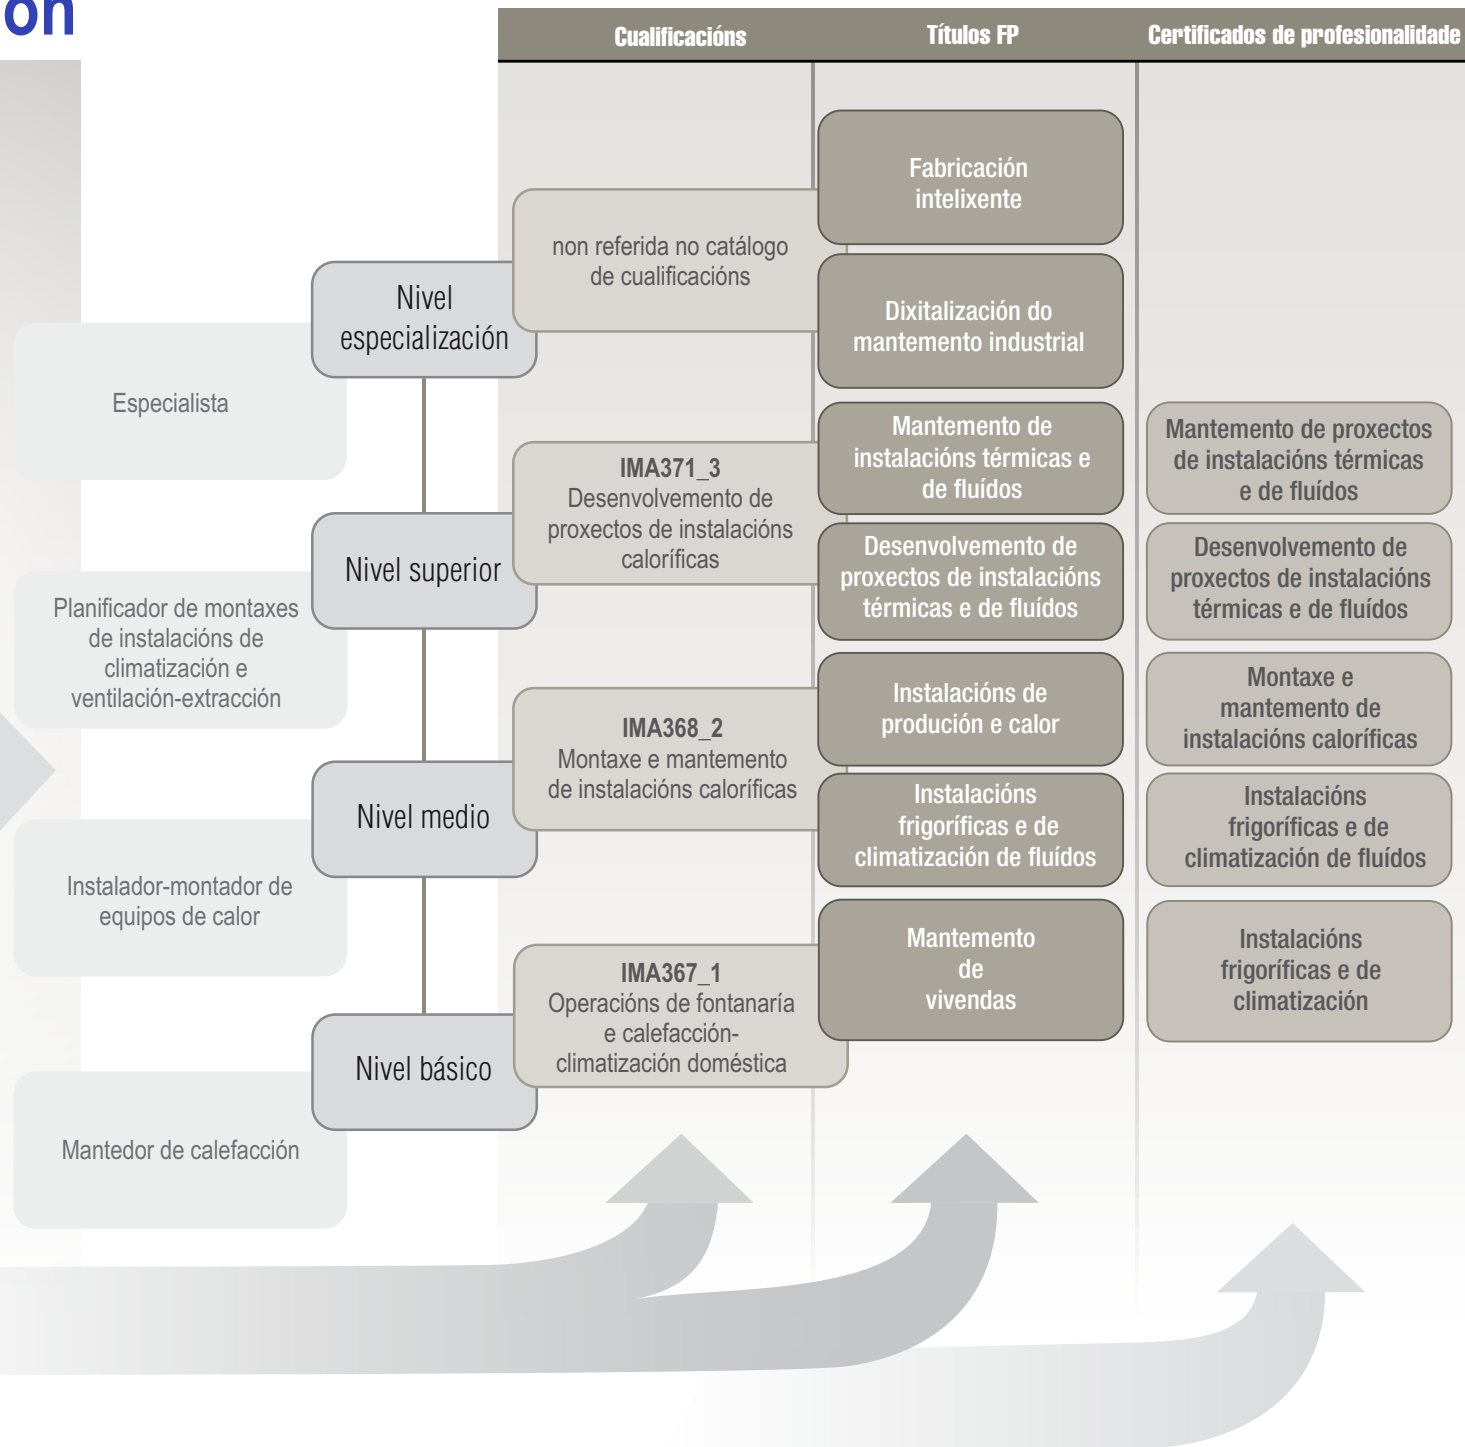 ón
Cualificacións
Títulos FP
Certificados de profesionalidade
Especialista
Planificador de montaxes
de instalacións de
climatización e
ventilación-extracción
Instalador-montador de
equipos de calor
Mantedor de calefacción
Nivel
especialización
Nivel superior
Nivel medio
Nivel básico
non referida no catálogo
de cualificacións
IMA371_3
Desenvolvemento de
proxectos de instalacións
caloríficas
IMA368_2
Montaxe e mantemento
de instalacións caloríficas
IMA367_1
Operacións de fontanaría
e calefacción-
climatización doméstica
Fabricación
intelixente
Dixitalización do
mantemento industrial
Mantemento de
instalacións térmicas e
de fluídos
Desenvolvemento de
proxectos de instalacións
térmicas e de fluídos
Instalacións de
produción e calor
Instalacións
frigoríficas e de
climatización de fluídos
Mantemento
de
vivendas
Mantemento de proxectos
de instalacións térmicas
e de fluídos
Desenvolvemento de
proxectos de instalacións
térmicas e de fluídos
Montaxe e
mantemento de
instalacións caloríficas
Instalacións
frigoríficas e de
climatización de fluídos
Instalacións
frigoríficas e de
climatización